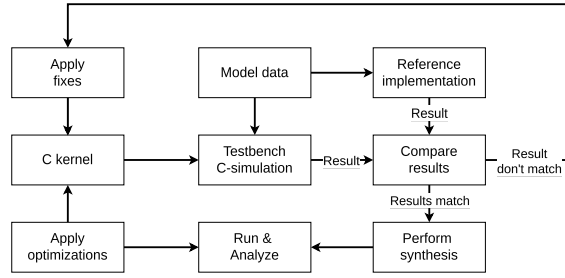 Apply
fixes
Model data
Reference
implementation
Result
C kernel
Testbench
C-simulation
Result
Compare
results
Result
don't match
Results match
Apply
optimizations
Run &
Analyze
Perform
synthesis